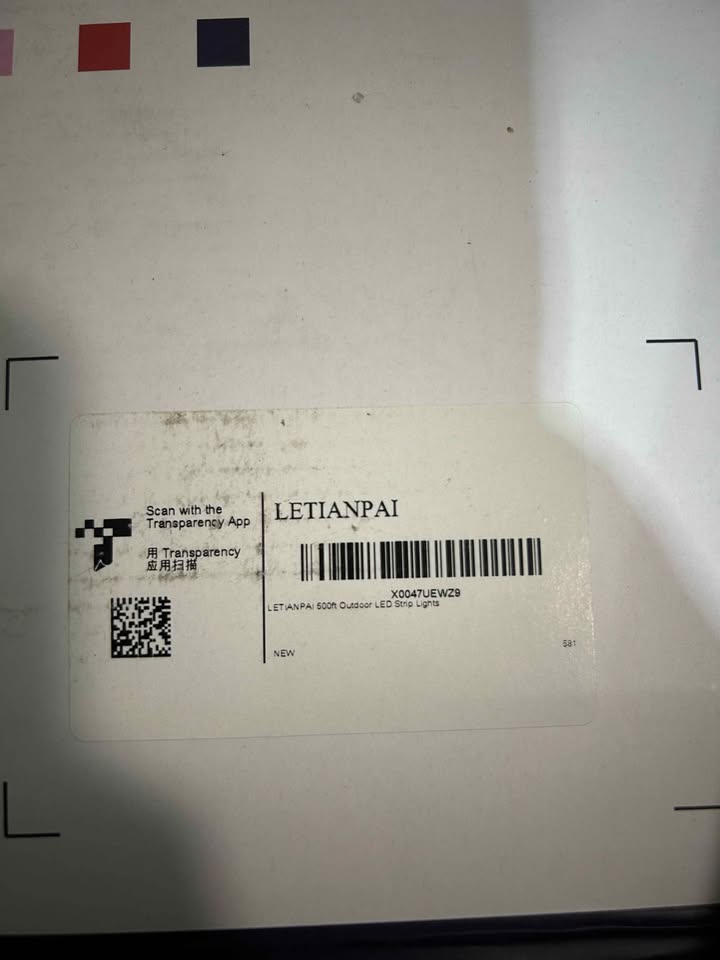 Scan with the
Transparency App
用 Transparency
应用扫描
LETIANPAI
X0047UEWZ9
LETIANPAI 500ft Outdoor LED Strip Lights
NEW
581